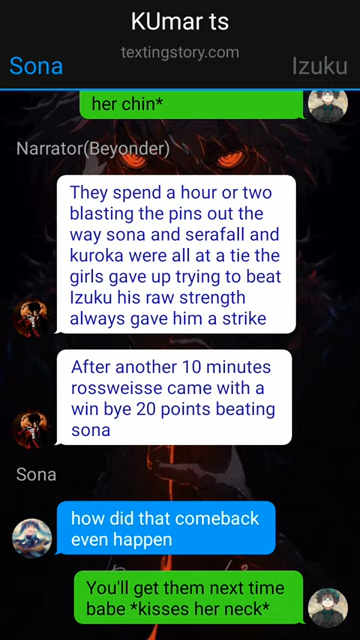 KUmar ts
textingstory.com
Sona
Izuku
her chin*
Narrator(Beyonder)
They spend a hour or two
blasting the pins out the
way sona and serafall and
kuroka were all at a tie the
girls gave up trying to beat
Izuku his raw strength
always gave him a strike
After another 10 minutes
rossweisse came with a
win bye 20 points beating
sona
Sona
how did that comeback
even happen
You'll get them next time
babe *kisses her neck*